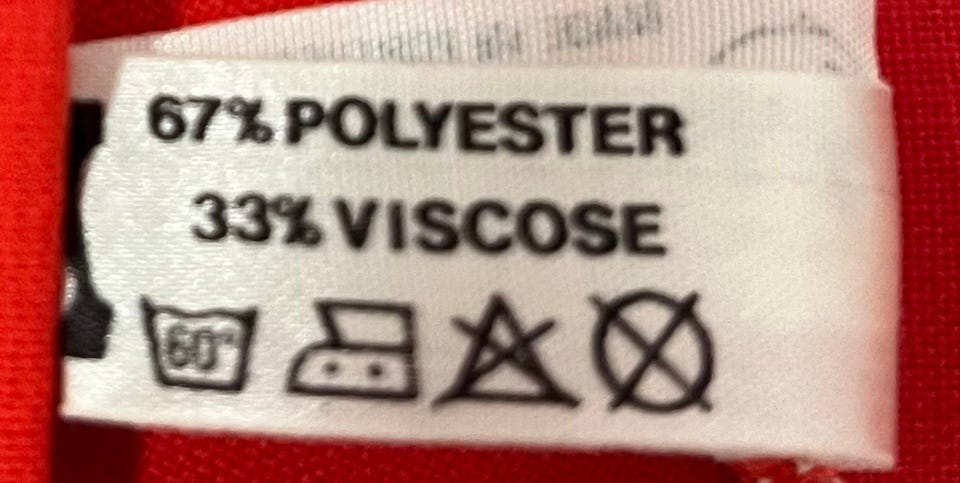 67% POLYESTER
33% VISCOSE
60°